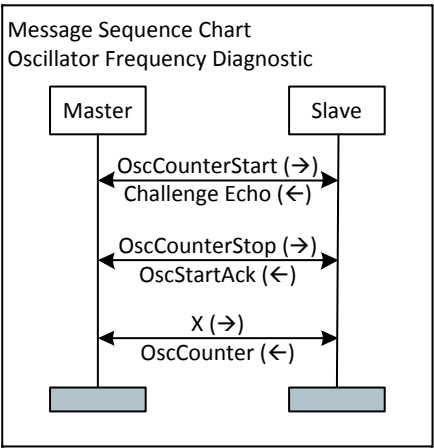 Message Sequence Chart
Oscillator Frequency Diagnostic
Master
Slave
OscCounterStart (→)
Challenge Echo (←)
OscCounterStop (→)
OscStartAck (←)
X (→)
OscCounter (←)